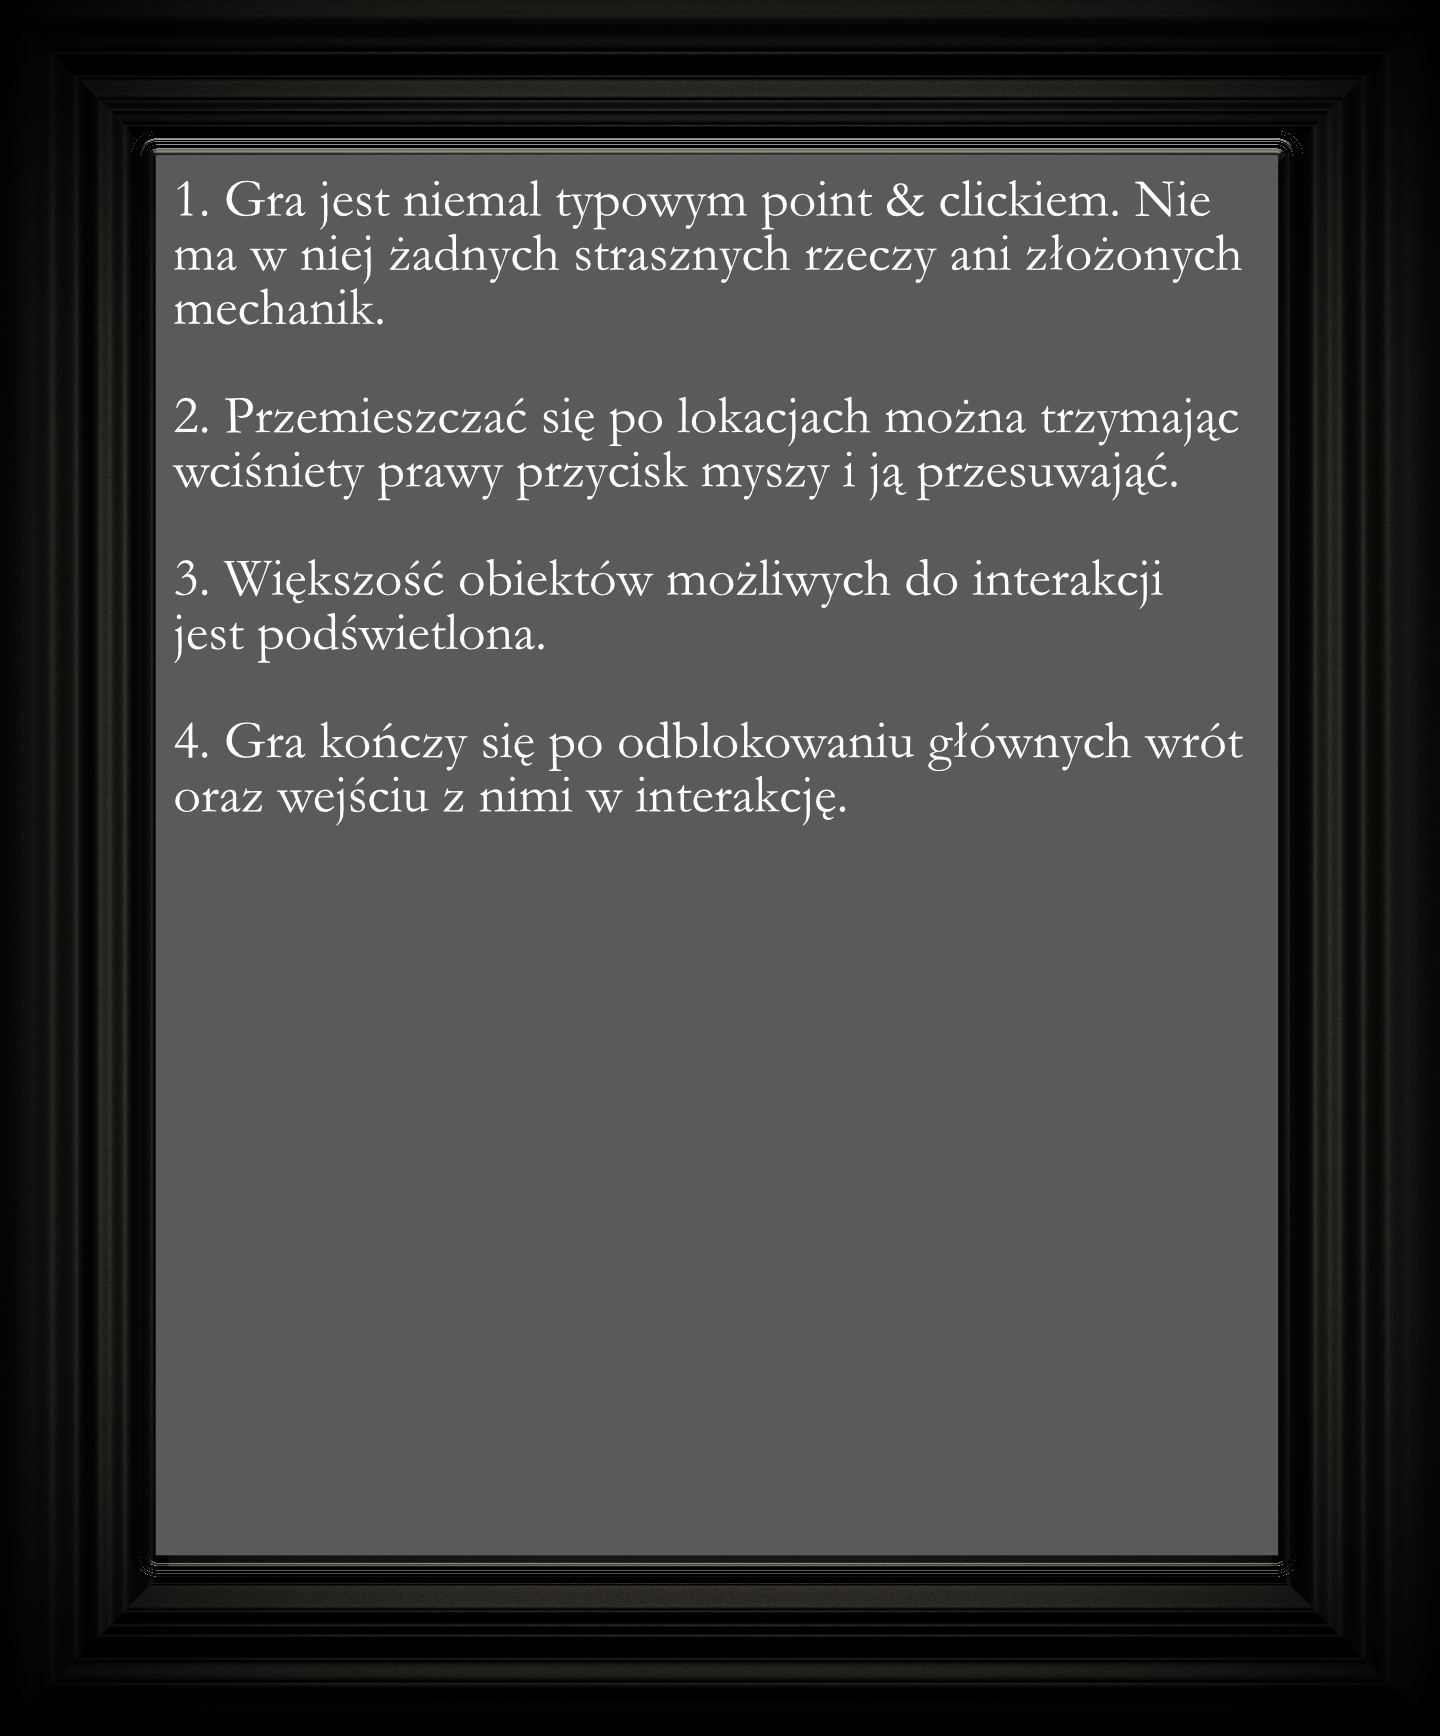 1. Gra jest niemal typowym point & clickiem. Nie
ma w niej żadnych strasznych rzeczy ani złożonych
mechanik.
2. Przemieszczać się po lokacjach można trzymając
wciśniety prawy przycisk myszy i ją przesuwająć.
3. Większość obiektów możliwych do interakcji
jest podświetlona.
4. Gra kończy się po odblokowaniu głównych wrót
oraz wejściu z nimi w interakcję.